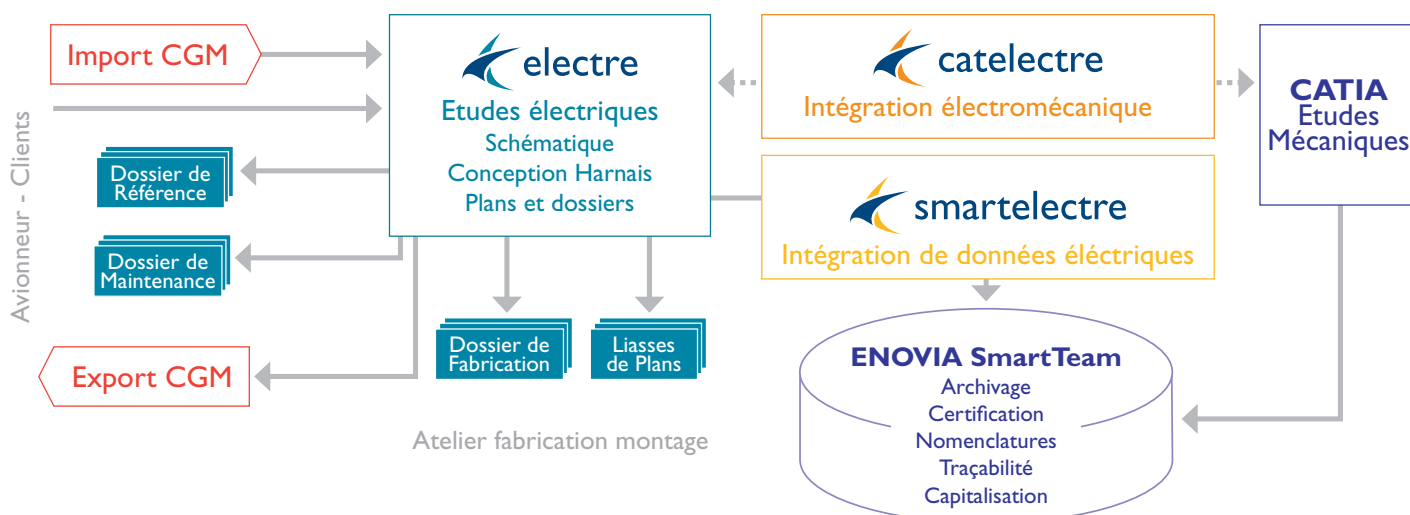 Avionneur - Clients
Import CGM
electre
Etudes électriques
Schématique
Conception Harnais
Plans et dossiers
catelectre
Intégration électromécanique
CATIA
Etudes
Mécaniques
smartelectre
Intégration de données éléctriques
Dossier de
Référence
Dossier de
Maintenance
Export CGM
Dossier de
Fabrication
Liasses
de Plans
Atelier fabrication montage
ENOVIA SmartTeam
Archivage
Certification
Nomenclatures
Traçabilité
Capitalisation